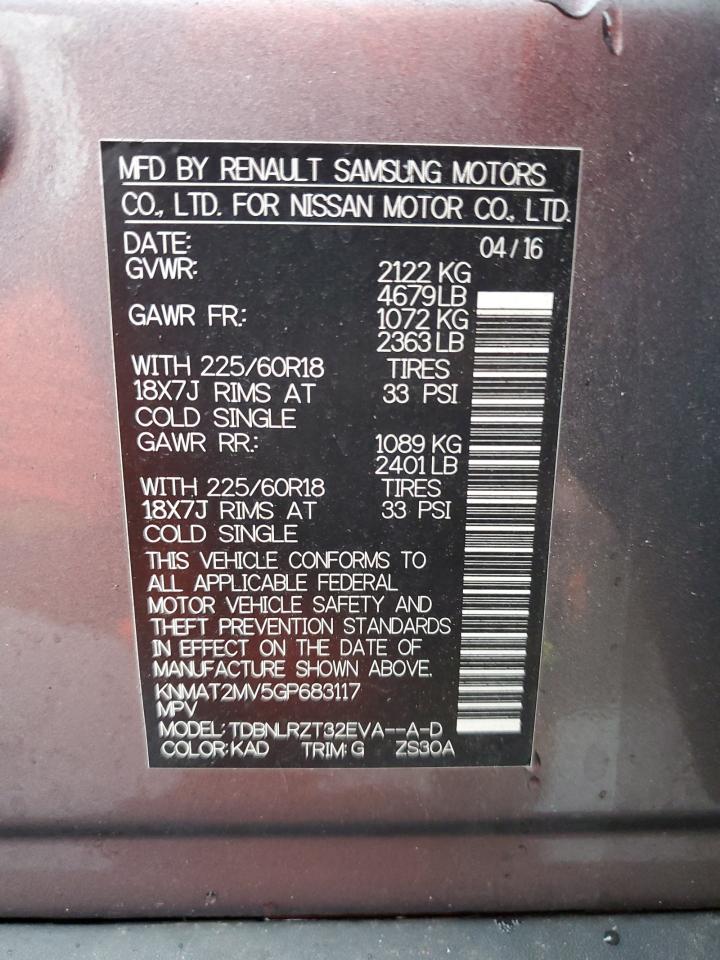 MFD BY RENAULT SAMSUNG MOTORS
CO., LTD. FOR NISSAN MOTOR CO., LTD.
DATE: 04/16
GVWR: 2122 KG
4679LB
GAWR FR: 1072 KG
2363 LB
WITH 225/60R18 TIRES
18X7J RIMS AT 33 PSI
COLD SINGLE
GAWR RR: 1089 KG
2401 LB
WITH 225/60R18 TIRES
18X7J RIMS AT 33 PSI
COLD SINGLE
THIS VEHICLE CONFORMS TO
ALL APPLICABLE FEDERAL
MOTOR VEHICLE SAFETY AND
THEFT PREVENTION STANDARDS
IN EFFECT ON THE DATE OF
MANUFACTURE SHOWN ABOVE.
KNMAT2MV5GP683117
MPV
MODEL: TDBNLRZT32EVA--A-D
COLOR: KAD TRIM: G ZS30A